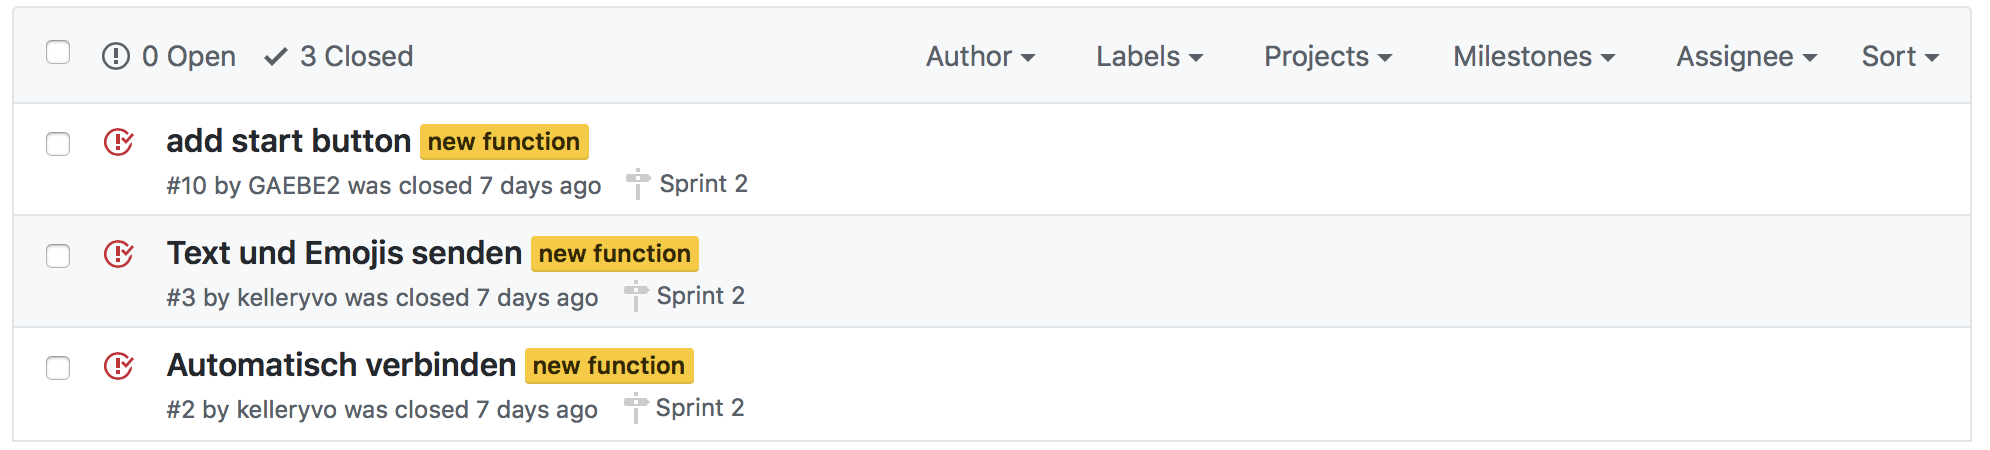 0 Open 3 Closed Author Labels Projects Milestones Assignee Sort
add start button new function
#10 by GAEBE2 was closed 7 days ago Sprint 2
Text und Emojis senden new function
#3 by kelleryvo was closed 7 days ago Sprint 2
Automatisch verbinden new function
#2 by kelleryvo was closed 7 days ago Sprint 2